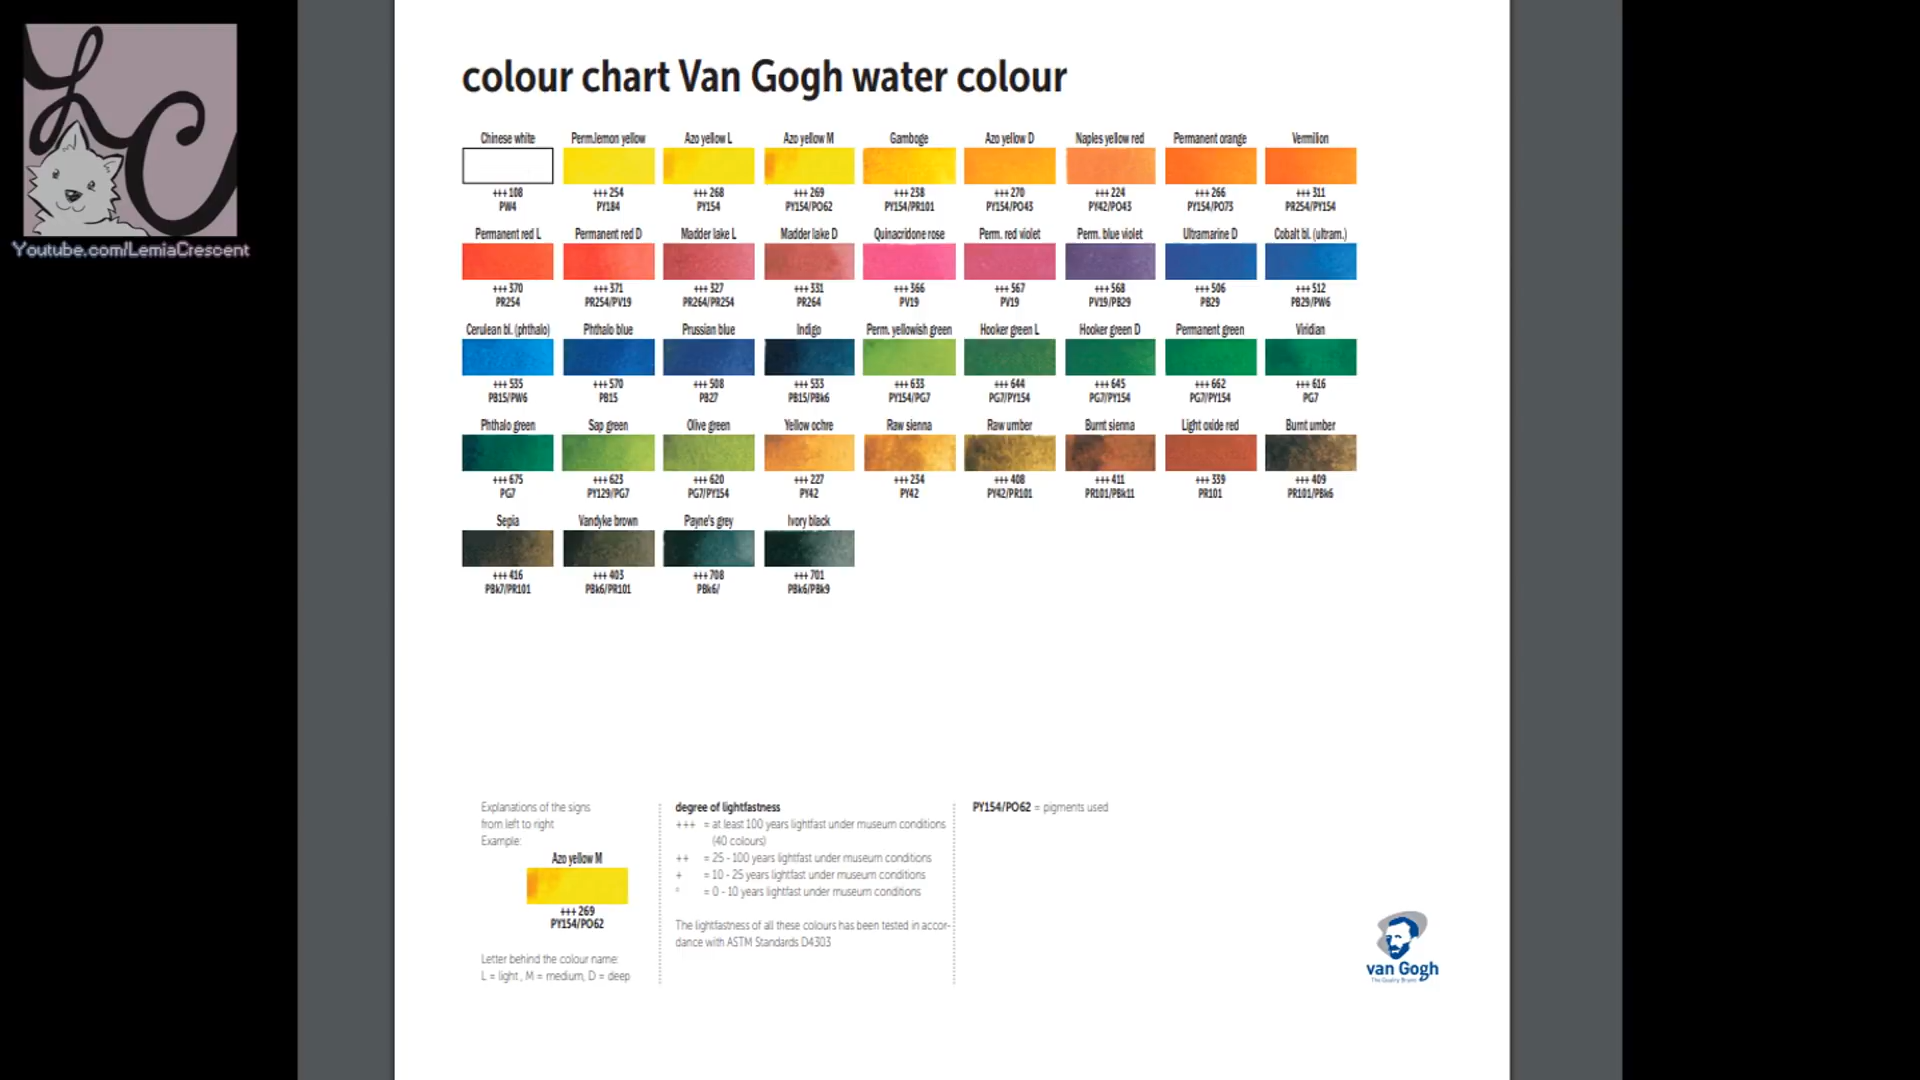 LC
Youtube.com/LemiaCrescent
colour chart Van Gogh water colour
Chinese white Perm.lemon yellow Azo yellow L Azo yellow M Gamboge Azo yellow D Naples yellow red Permanent orange Vermilion
+++ 108 +++ 254 +++ 268 +++ 269 +++ 238 +++ 270 +++ 224 +++ 266 +++ 311
PW4 PY184 PY154 PY154/PO62 PY154/PR101 PY154/PO43 PY42/PO43 PY154/PO73 PR254/PY154
Permanent red L Permanent red D Madder lake L Madder lake D Quinacridone rose Perm. red violet Perm. blue violet Ultramarine D Cobalt bl. (ultram.)
+++ 370 +++ 371 +++ 327 +++ 331 +++ 366 +++ 567 +++ 568 +++ 506 +++ 512
PR254 PR254/PV19 PR264/PR254 PR264 PV19 PV19 PV19/PB29 PB29 PB29/PW6
Cerulean bl. (phthalo) Phthalo blue Prussian blue Indigo Perm. yellowish green Hooker green L Hooker green D Permanent green Viridian
+++ 535 +++ 570 +++ 508 +++ 533 +++ 633 +++ 644 +++ 645 +++ 662 +++ 616
PB15/PW6 PB15 PB27 PB15/PBk6 PY154/PG7 PG7/PY154 PG7/PY154 PG7/PY154 PG7
Phthalo green Sap green Olive green Yellow ochre Raw sienna Raw umber Burnt sienna Light oxide red Burnt umber
+++ 675 +++ 623 +++ 620 +++ 227 +++ 234 +++ 408 +++ 411 +++ 339 +++ 409
PG7 PY129/PG7 PG7/PY154 PY42 PY42 PY42/PR101 PR101/PBk11 PR101 PR101/PBk6
Sepia Vandyke brown Payne's grey Ivory black
+++ 416 +++ 403 +++ 708 +++ 701
PBk7/PR101 PBk6/PR101 PBk6/ PBk6/PBk9
Explanations of the signs
from left to right
Example:
Azo yellow M
+++ 269
PY154/PO62
Letter behind the colour name:
L = light , M = medium, D = deep
degree of lightfastness
+++ = at least 100 years lightfast under museum conditions
(40 colours)
++ = 25 - 100 years lightfast under museum conditions
+ = 10 - 25 years lightfast under museum conditions
° = 0 - 10 years lightfast under museum conditions
The lightfastness of all these colours has been tested in accor-
dance with ASTM Standards D4303
PY154/PO62 = pigments used
van Gogh
The Quality Brand